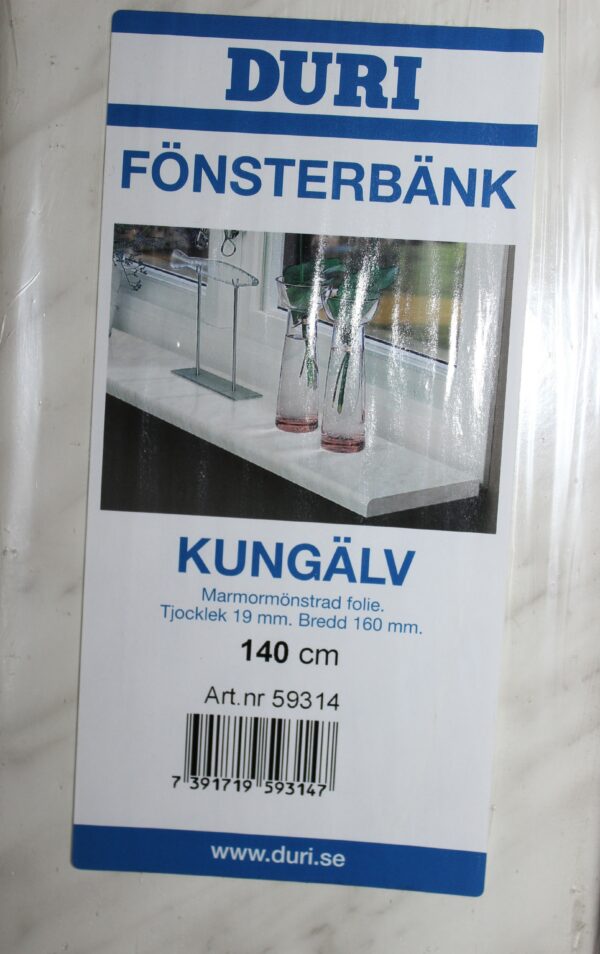 DURI
FÖNSTERBÄNK
KUNGÄLV
Marmormönstrad folie.
Tjocklek 19 mm. Bredd 160 mm.
140 cm
Art.nr 59314
7 391719 593147
www.duri.se